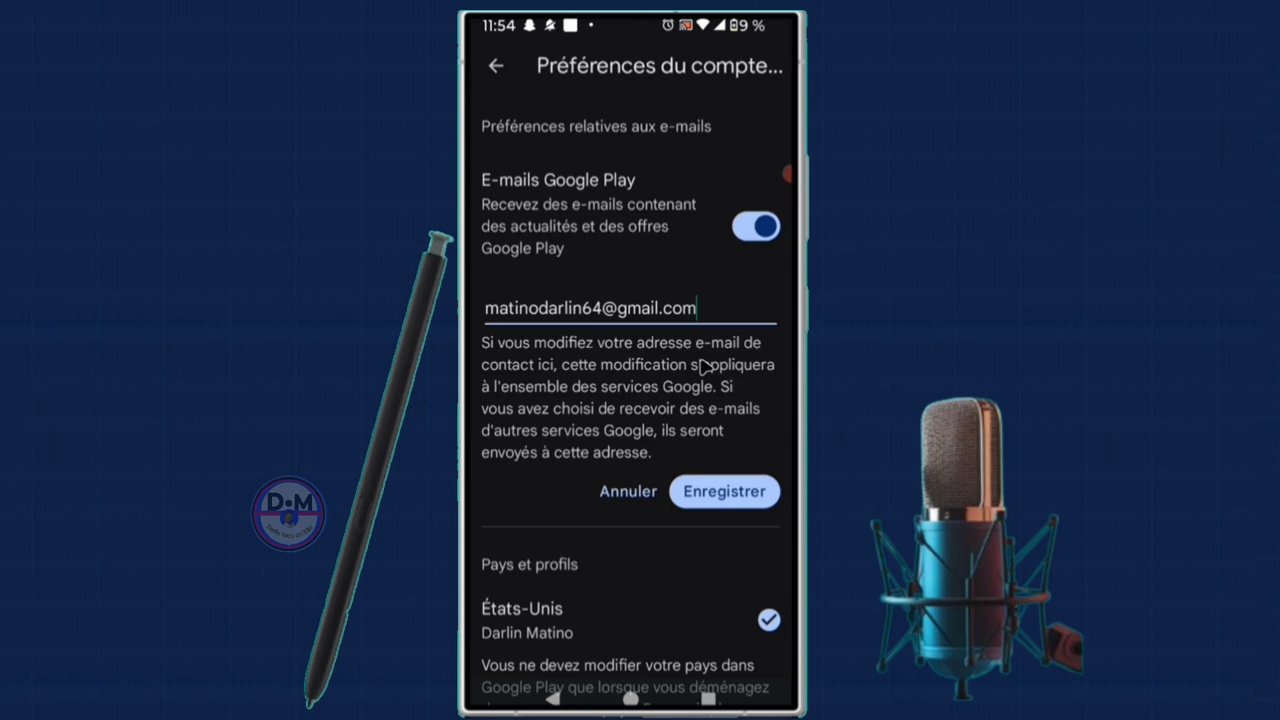 11:54
89 %
Préférences du compte...
Préférences relatives aux e-mails
E-mails Google Play
Recevez des e-mails contenant
des actualités et des offres
Google Play
matinodarlin64@gmail.com
Si vous modifiez votre adresse e-mail de
contact ici, cette modification s'appliquera
à l'ensemble des services Google. Si
vous avez choisi de recevoir des e-mails
d'autres services Google, ils seront
envoyés à cette adresse.
Annuler
Enregistrer
D•M
Pays et profils
États-Unis
Darlin Matino
Vous ne devez modifier votre pays dans
Google Play que lorsque vous déménagez